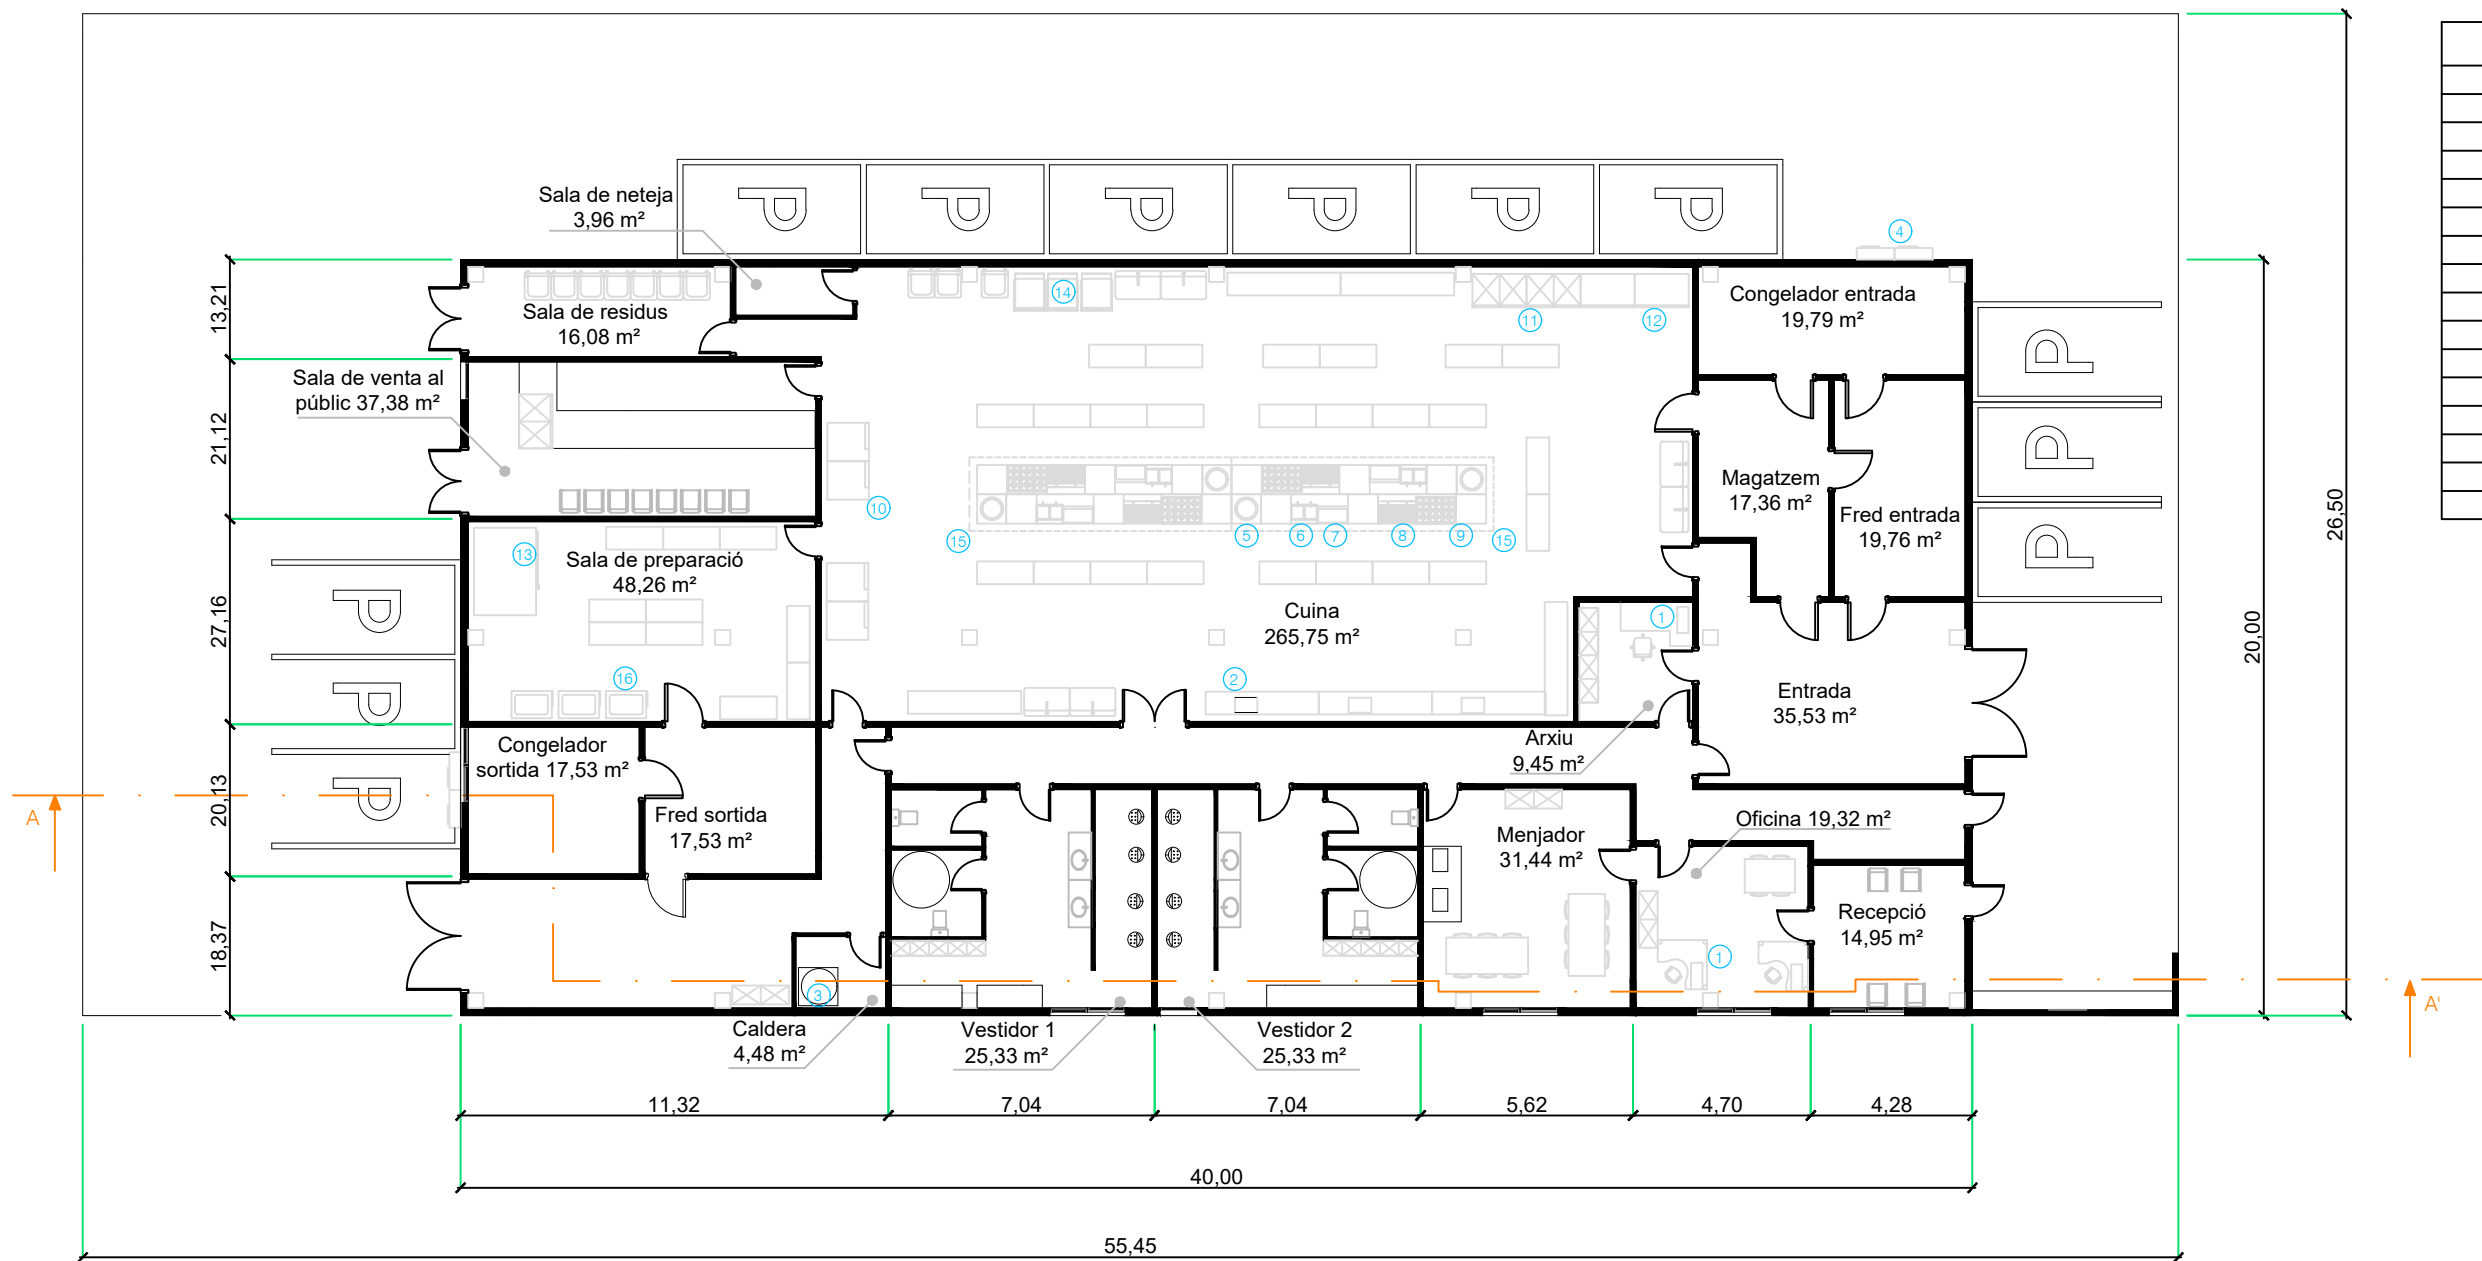 P P P P P P
Sala de neteja
3,96 m²
4
13,21
Sala de residus
16,08 m²
14
11
12
Congelador entrada
19,79 m²
P
26,50
Sala de venta al
públic 37,38 m²
21,12
10
Magatzem
17,36 m²
P
Fred entrada
19,76 m²
15
5
6
7
8
9
15
P
13
Sala de preparació
48,26 m²
P
27,16
Cuina
265,75 m²
1
20,00
16
2
P
Entrada
35,53 m²
Congelador
sortida 17,53 m²
Arxiu
9,45 m²
A
20,13
P
Fred sortida
17,53 m²
Menjador
31,44 m²
Oficina 19,32 m²
18,37
Recepció
14,95 m²
1
3
A'
Caldera
4,48 m²
Vestidor 1
25,33 m²
Vestidor 2
25,33 m²
11,32
7,04
7,04
5,62
4,70
4,28
40,00
55,45